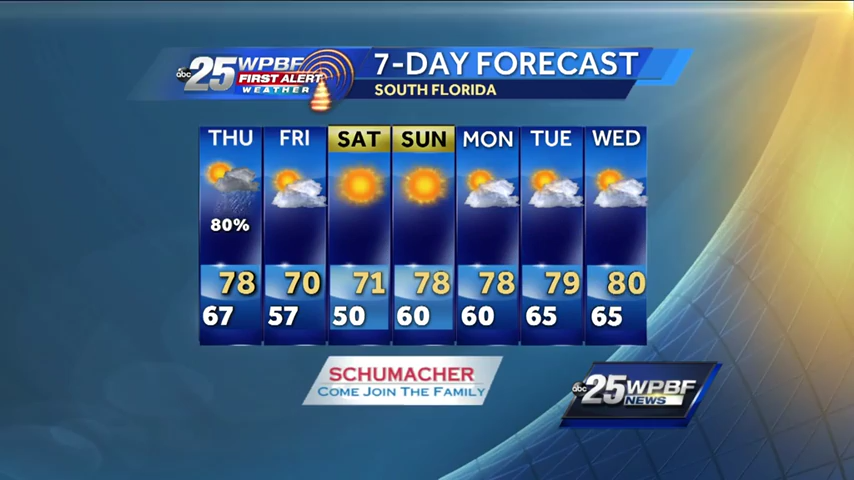 abc 25 WPBF
FIRST ALERT
WEATHER
7-DAY FORECAST
SOUTH FLORIDA
THU FRI SAT SUN MON TUE WED
80%
78 70 71 78 78 79 80
67 57 50 60 60 65 65
SCHUMACHER
COME JOIN THE FAMILY
abc 25 WPBF
NEWS